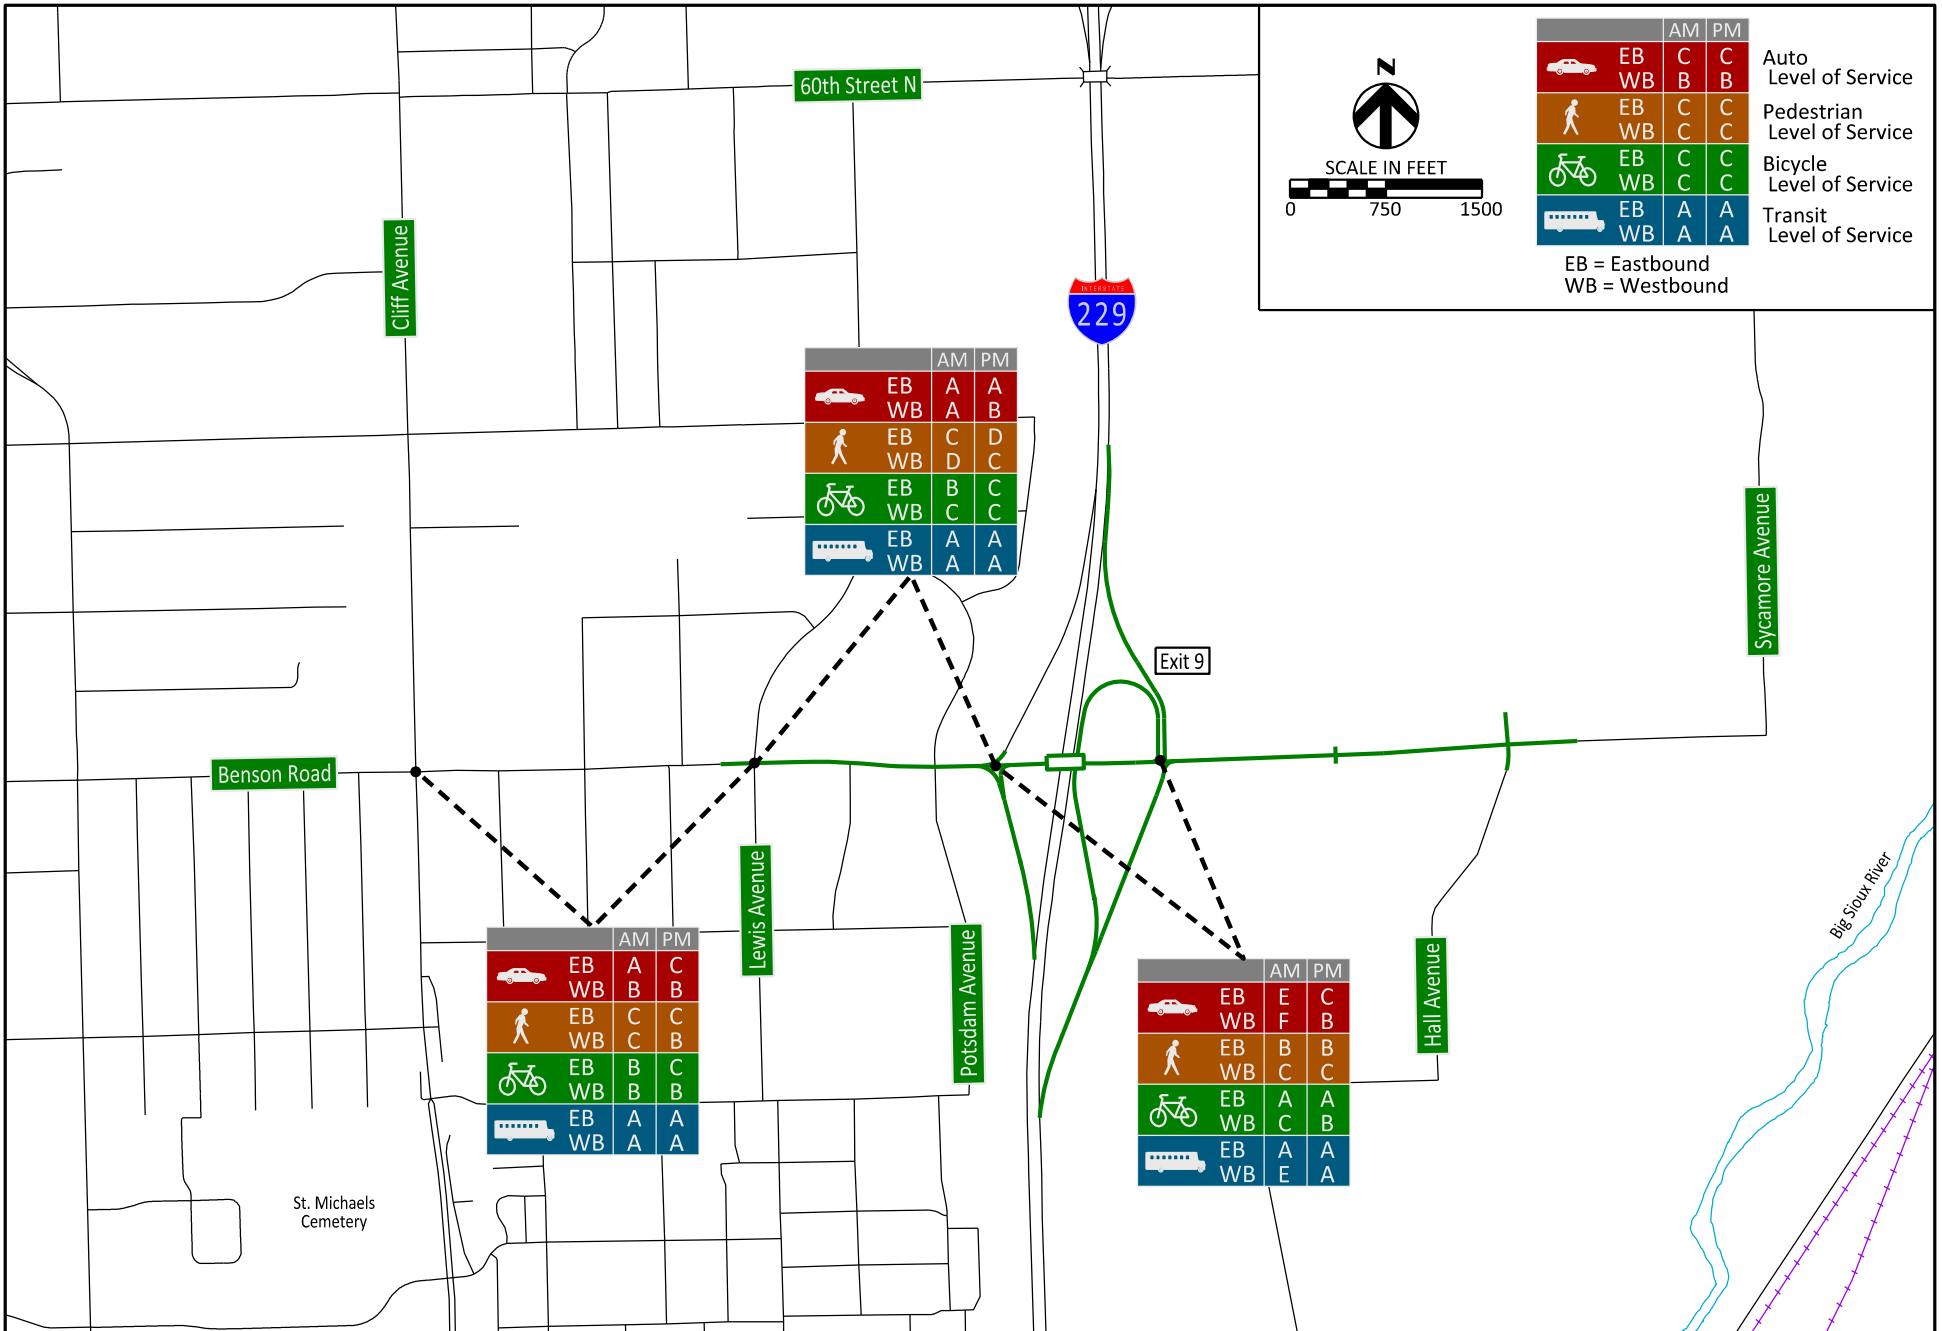 60th Street N
N
SCALE IN FEET
0 750 1500
AM PM
EB C C
WB B B
Auto
Level of Service
EB C C
WB C C
Pedestrian
Level of Service
EB C C
WB C C
Bicycle
Level of Service
EB A A
WB A A
Transit
Level of Service
EB = Eastbound
WB = Westbound
Cliff Avenue
INTERSTATE
229
AM PM
EB A A
WB A B
EB C D
WB D C
EB B C
WB C C
EB A A
WB A A
Sycamore Avenue
Exit 9
Benson Road
Lewis Avenue
Potsdam Avenue
Hall Avenue
Big Sioux River
AM PM
EB A C
WB B B
EB C C
WB C B
EB B C
WB B B
EB A A
WB A A
AM PM
EB E C
WB F B
EB B B
WB C C
EB A A
WB C B
EB A A
WB E A
St. Michaels
Cemetery